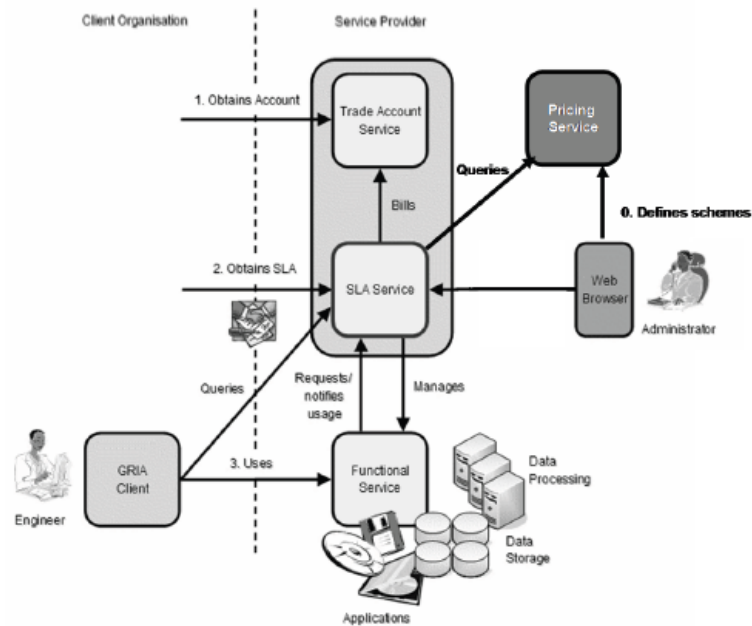 Client Organisation
Service Provider
1. Obtains Account
Trade Account
Service
Pricing
Service
Queries
Bills
0. Defines schemes
2. Obtains SLA
SLA Service
Web
Browser
Administrator
Queries
Requests/
notifies
usage
Manages
GRIA
Client
3. Uses
Functional
Service
Data
Processing
Engineer
Data
Storage
Applications